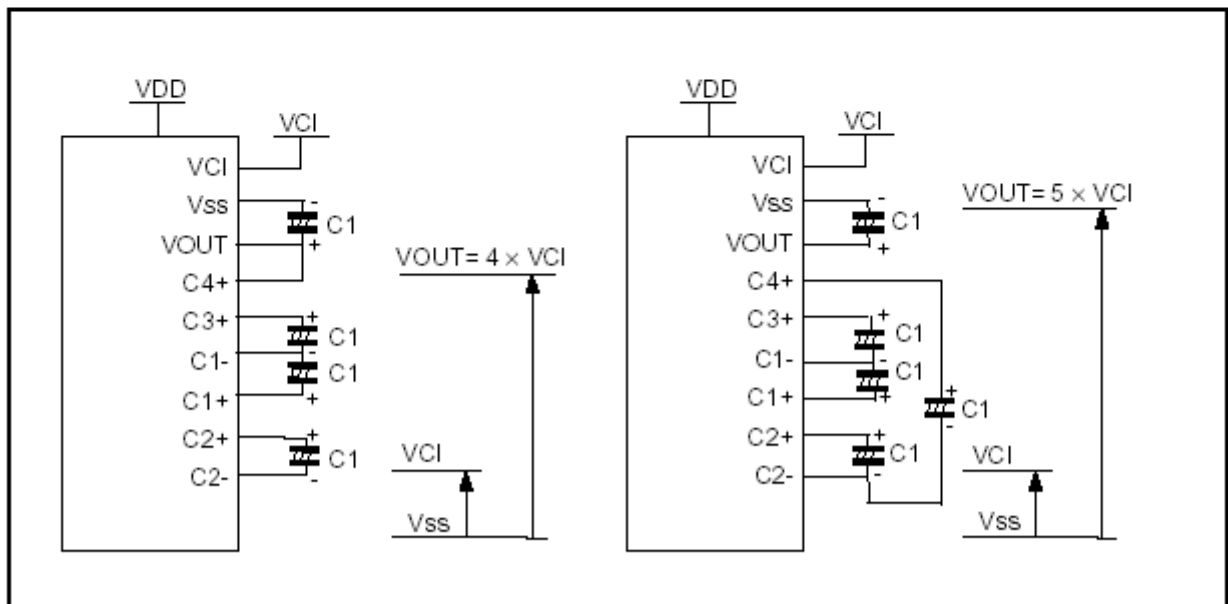 VDD
VCI
VCI
Vss
-
C1
VOUT
+
C4+
C3+
+
C1
C1-
-
C1
C1+
+
C2+
+
C1
C2-
-
VOUT= 4 × VCI
VCI
Vss
VDD
VCI
VCI
Vss
-
C1
VOUT
+
C4+
C3+
+
C1
C1-
-
C1
C1+
+
C2+
+
C1
C2-
-
+
C1
-
VOUT= 5 × VCI
VCI
Vss